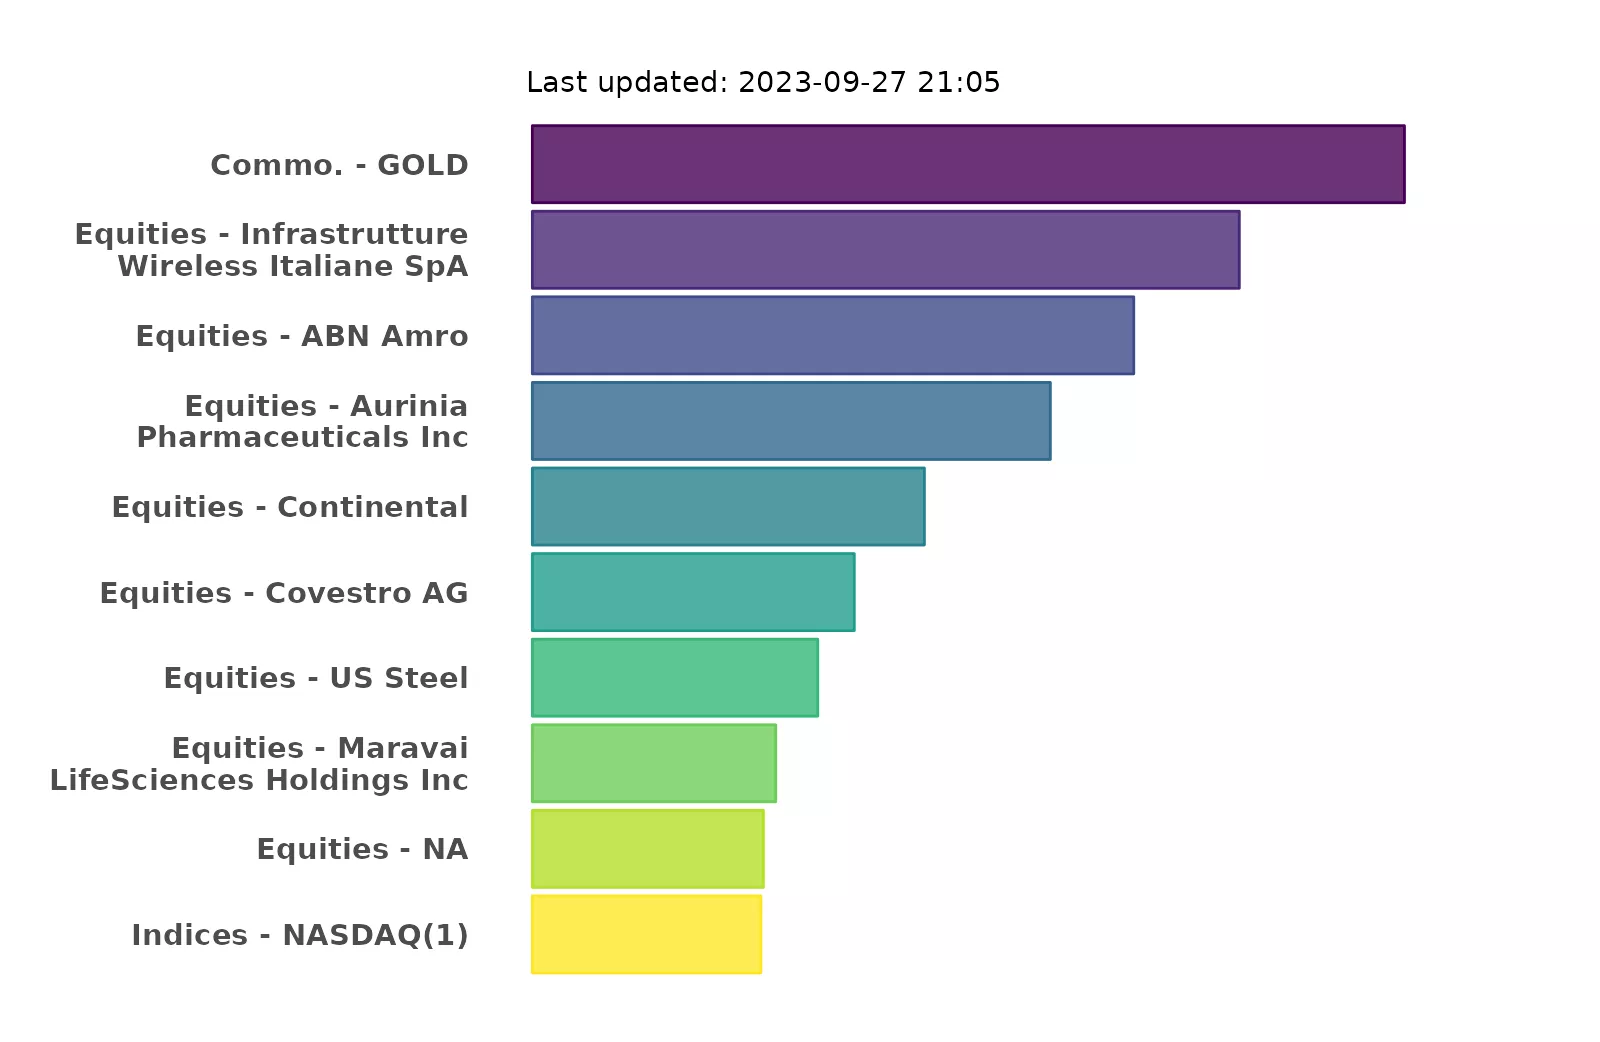 Last updated: 2023-09-27 21:05
Commo. - GOLD
Equities - Infrastrutture
Wireless Italiane SpA
Equities - ABN Amro
Equities - Aurinia
Pharmaceuticals Inc
Equities - Continental
Equities - Covestro AG
Equities - US Steel
Equities - Maravai
LifeSciences Holdings Inc
Equities - NA
Indices - NASDAQ(1)